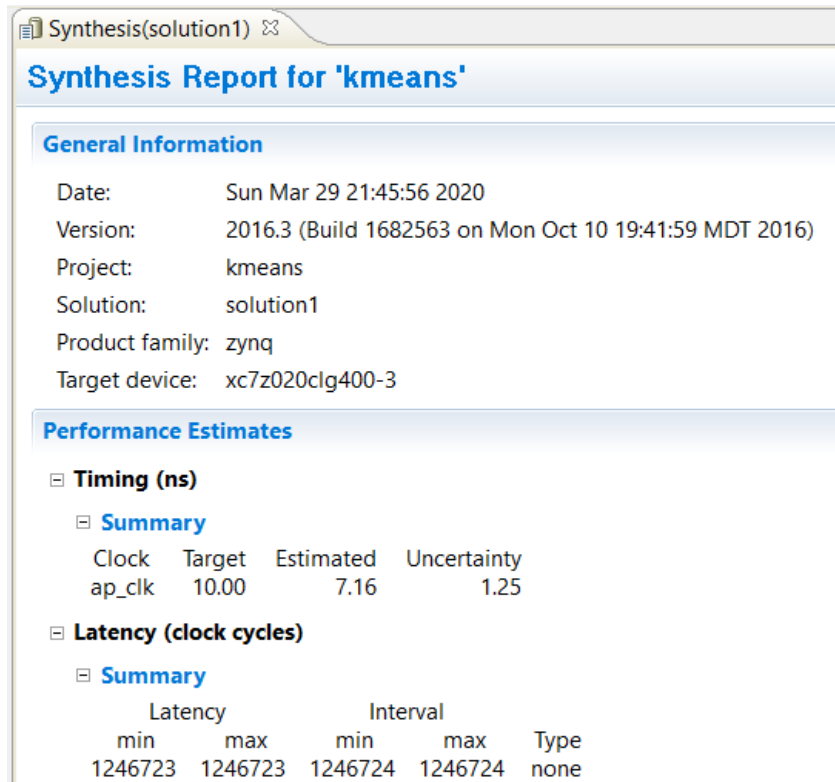 Synthesis(solution1)
Synthesis Report for 'kmeans'
General Information
Date: Sun Mar 29 21:45:56 2020
Version: 2016.3 (Build 1682563 on Mon Oct 10 19:41:59 MDT 2016)
Project: kmeans
Solution: solution1
Product family: zynq
Target device: xc7z020clg400-3
Performance Estimates
Timing (ns)
Summary
Clock Target Estimated Uncertainty
ap_clk 10.00 7.16 1.25
Latency (clock cycles)
Summary
Latency Interval
min max min max Type
1246723 1246723 1246724 1246724 none